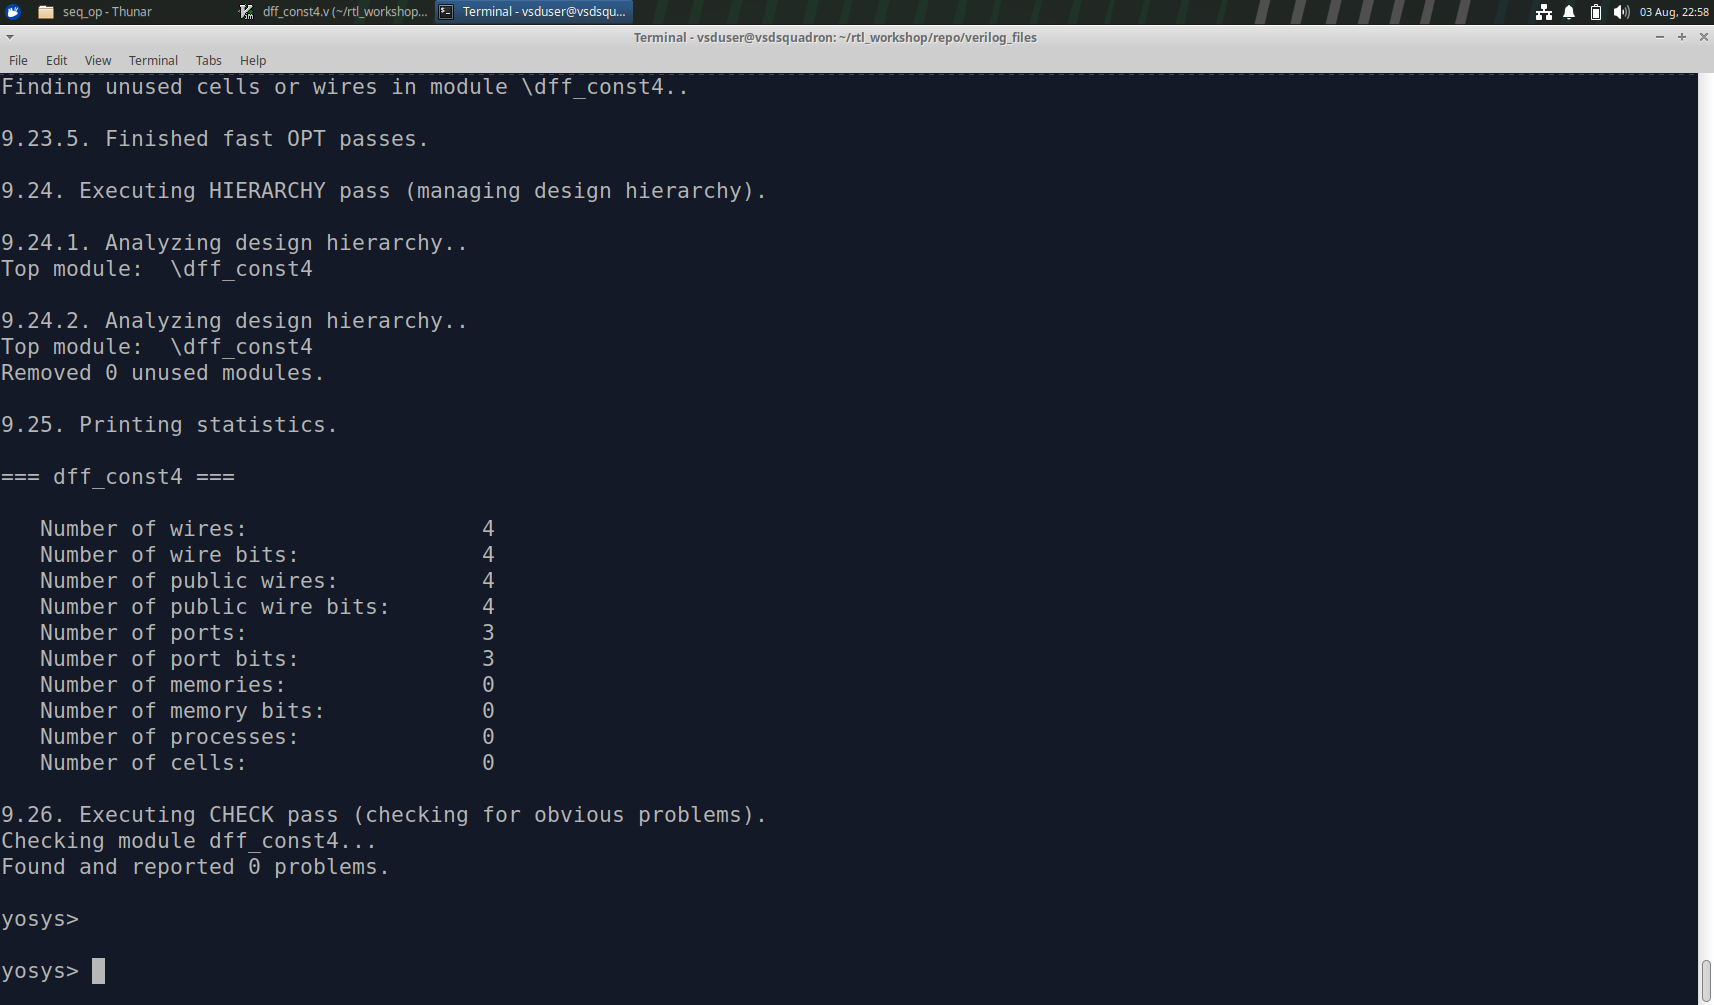 seq_op - Thunar
dff_const4.v (~/rtl_workshop...
Terminal - vsduser@vsdsqu...
03 Aug, 22:58
Terminal - vsduser@vsdsquadron: ~/rtl_workshop/repo/verilog_files
File Edit View Terminal Tabs Help
Finding unused cells or wires in module \dff_const4..
9.23.5. Finished fast OPT passes.
9.24. Executing HIERARCHY pass (managing design hierarchy).
9.24.1. Analyzing design hierarchy..
Top module:  \dff_const4
9.24.2. Analyzing design hierarchy..
Top module:  \dff_const4
Removed 0 unused modules.
9.25. Printing statistics.
=== dff_const4 ===
Number of wires: 4
Number of wire bits: 4
Number of public wires: 4
Number of public wire bits: 4
Number of ports: 3
Number of port bits: 3
Number of memories: 0
Number of memory bits: 0
Number of processes: 0
Number of cells: 0
9.26. Executing CHECK pass (checking for obvious problems).
Checking module dff_const4...
Found and reported 0 problems.
yosys>
yosys>